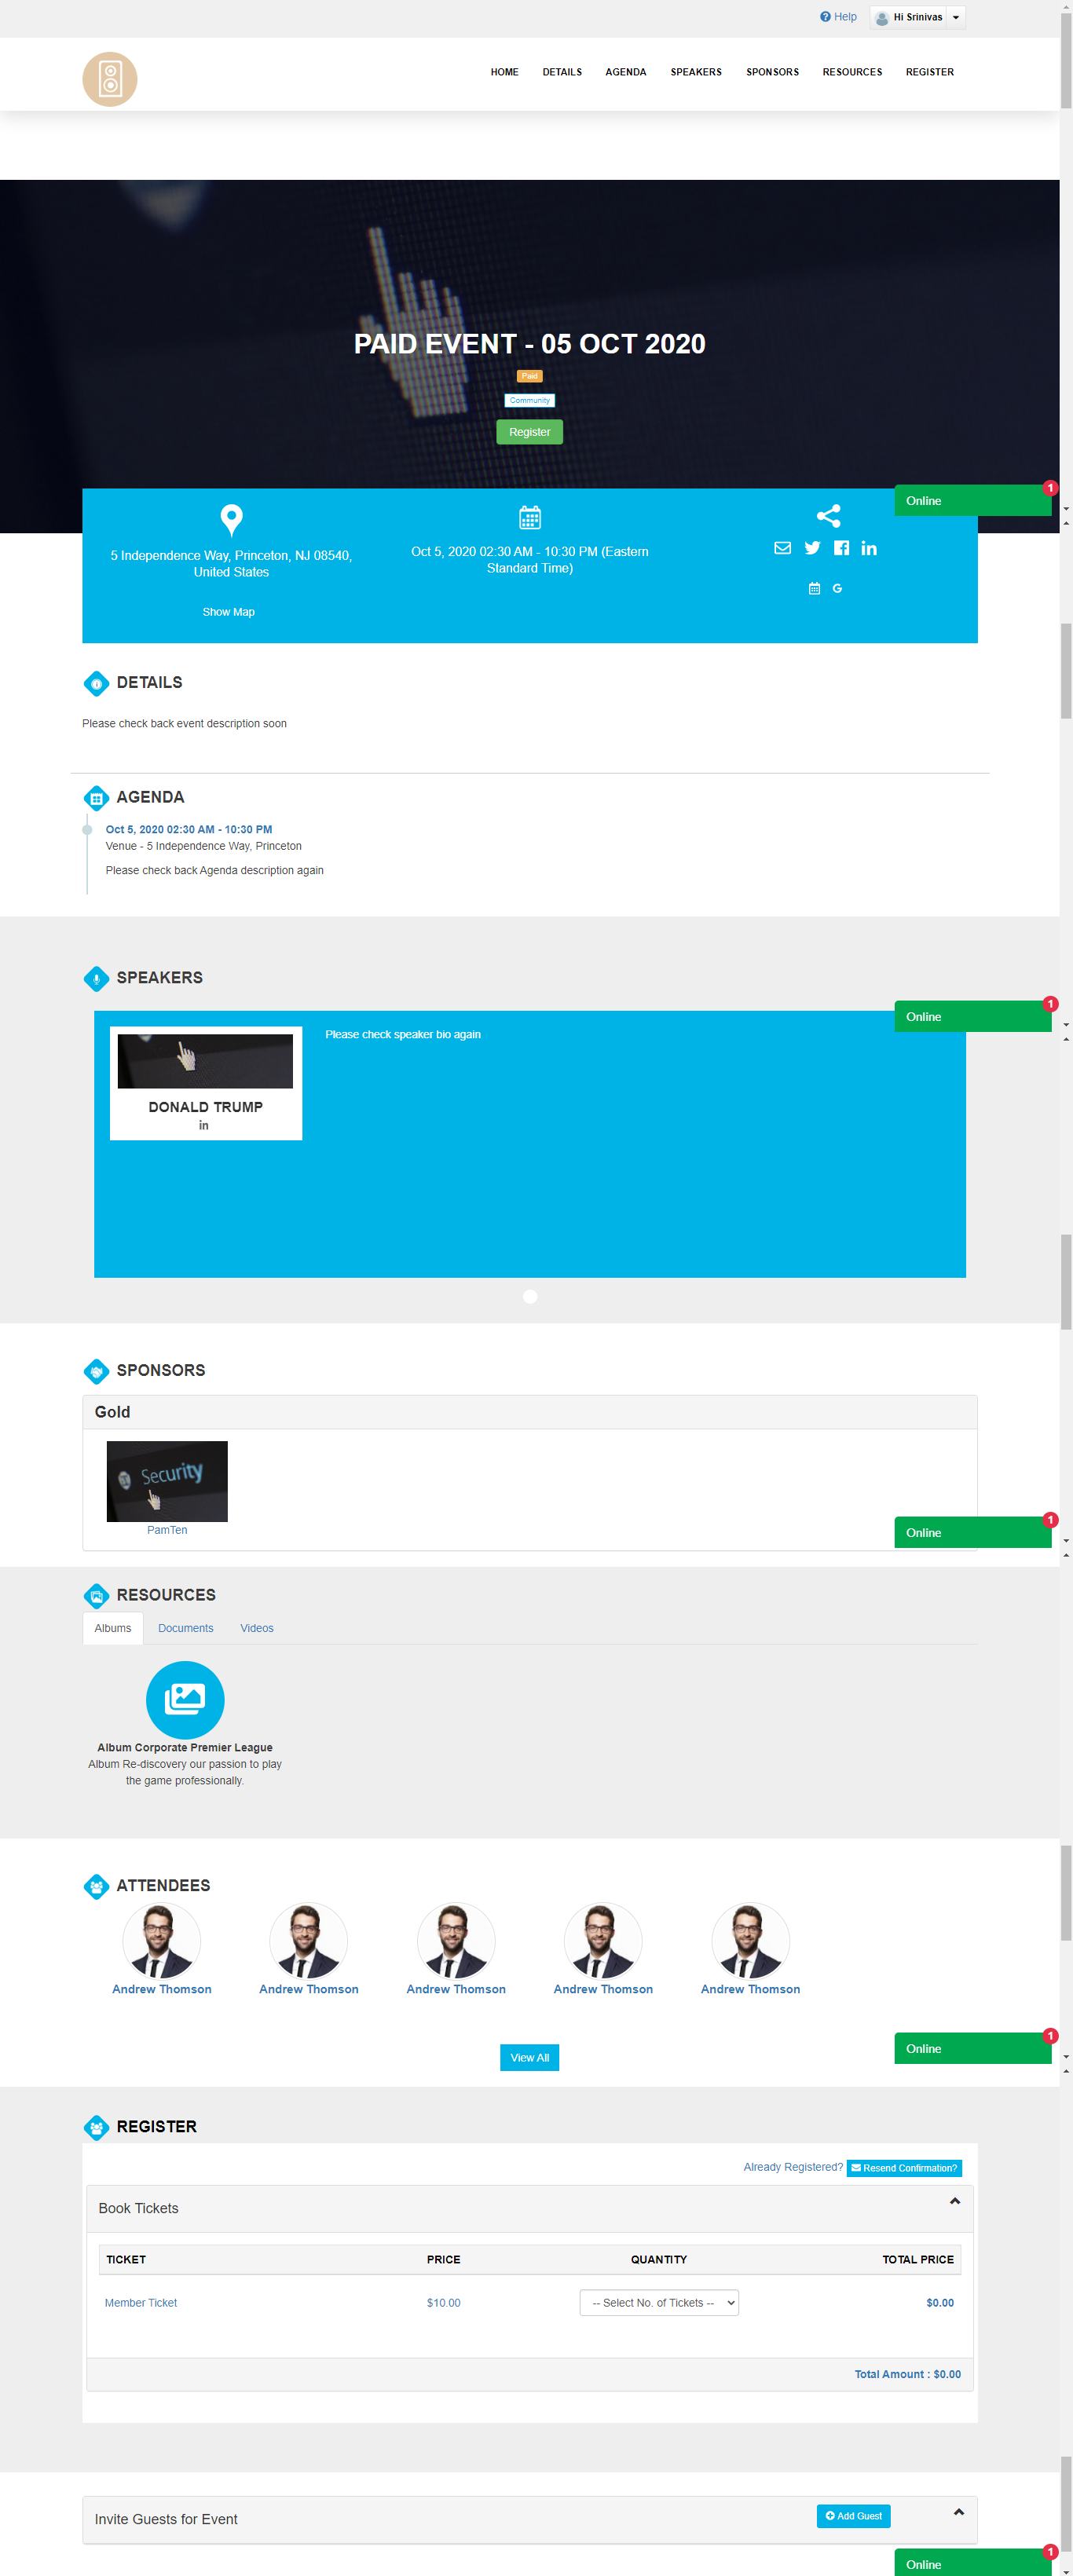 Help
Hi Srinivas
HOME DETAILS AGENDA SPEAKERS SPONSORS RESOURCES REGISTER
PAID EVENT - 05 OCT 2020
Paid
Community
Register
Online
1
5 Independence Way, Princeton, NJ 08540,
United States
Show Map
Oct 5, 2020 02:30 AM - 10:30 PM (Eastern
Standard Time)
G
DETAILS
Please check back event description soon
AGENDA
Oct 5, 2020 02:30 AM - 10:30 PM
Venue - 5 Independence Way, Princeton
Please check back Agenda description again
SPEAKERS
Online
1
Please check speaker bio again
DONALD TRUMP
in
SPONSORS
Gold
Security
PamTen
Online
1
RESOURCES
Albums Documents Videos
Album Corporate Premier League
Album Re-discovery our passion to play
the game professionally.
ATTENDEES
Andrew Thomson Andrew Thomson Andrew Thomson Andrew Thomson Andrew Thomson
View All
Online
1
REGISTER
Already Registered? Resend Confirmation?
Book Tickets
TICKET PRICE QUANTITY TOTAL PRICE
Member Ticket $10.00 -- Select No. of Tickets -- $0.00
Total Amount : $0.00
Invite Guests for Event
Add Guest
Online
1